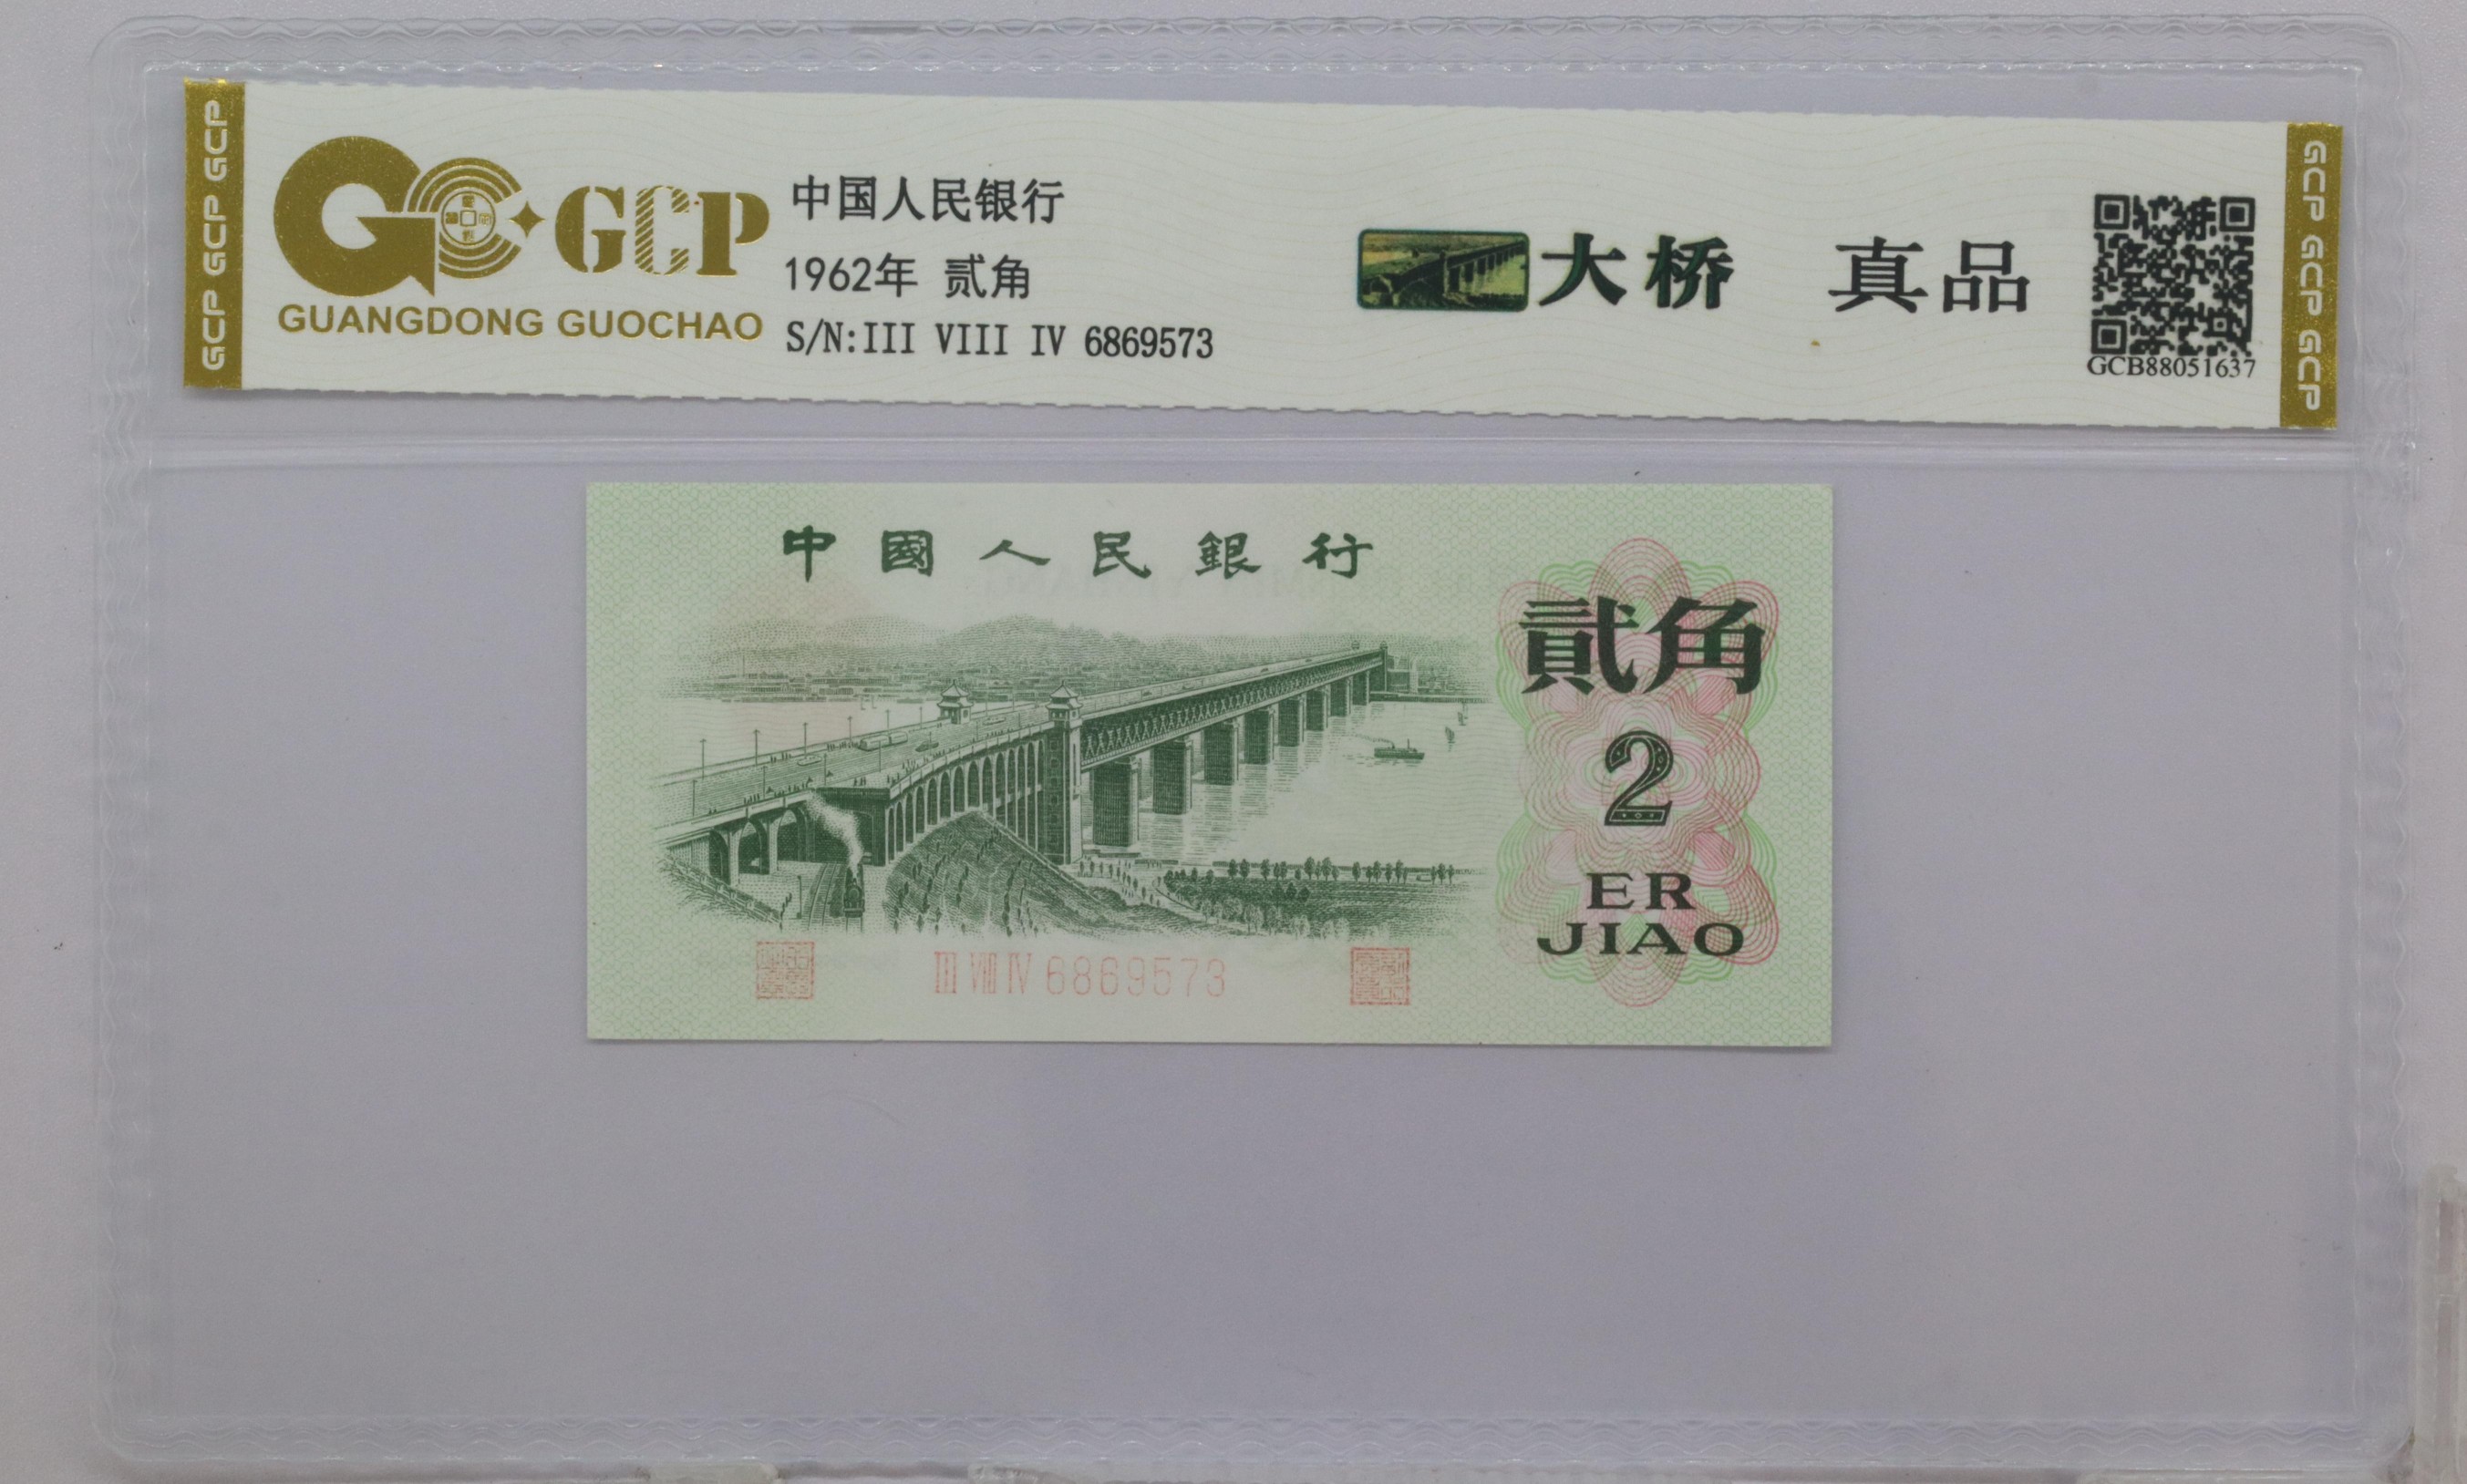 GCP GCP GCP
GCP
GUANGDONG GUOCHAO
中国人民银行
1962年 贰角
S/N:III VIII IV 6869573
大桥 真品
GCB88051637
GCP GCP GCP
中國人民銀行
貳角
2
ER
JIAO
III VIII IV 6869573